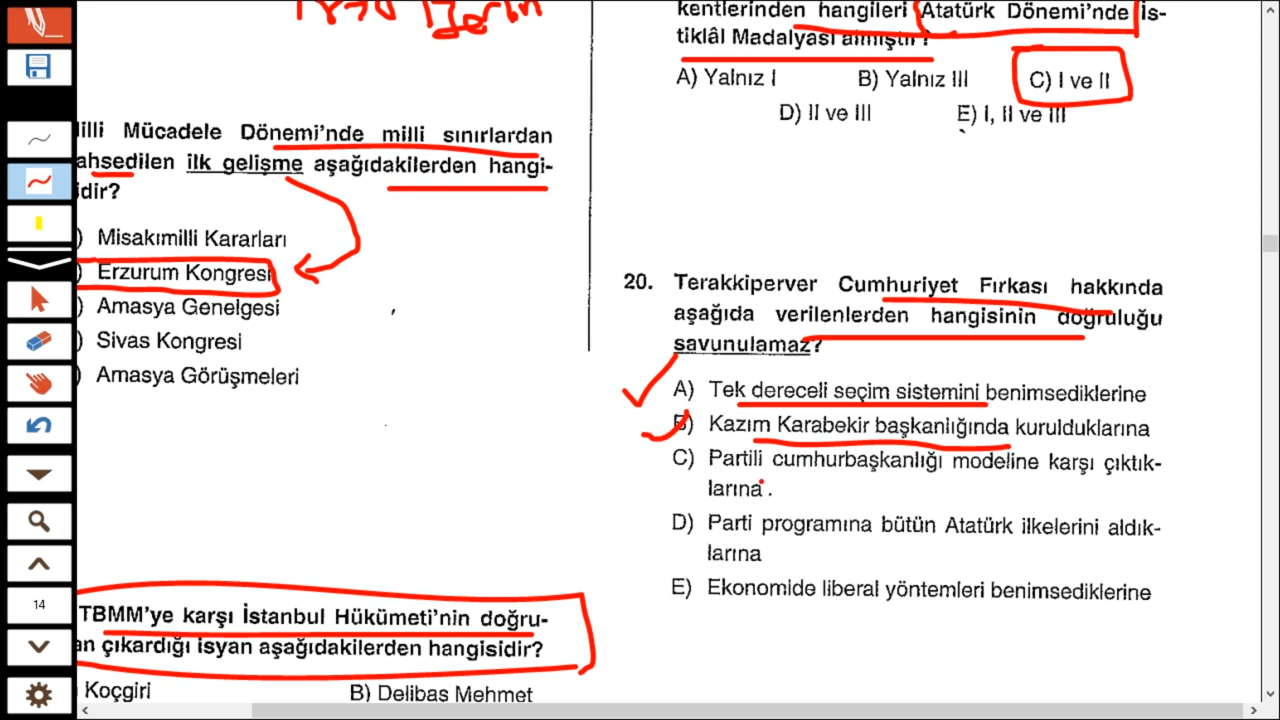 1878 Berlin
Milli Mücadele Dönemi'nde milli sınırlardan
ahsedilen ilk gelişme aşağıdakilerden hangi-
idir?
) Misakımilli Kararları
) Erzurum Kongresi
) Amasya Genelgesi
) Sivas Kongresi
) Amasya Görüşmeleri
TBMM'ye karşı İstanbul Hükümeti'nin doğru-
an çıkardığı isyan aşağıdakilerden hangisidir?
Koçgiri B) Delibaş Mehmet
kentlerinden hangileri Atatürk Dönemi'nde İs-
tiklâl Madalyası almıştır?
A) Yalnız I B) Yalnız III C) I ve II
D) II ve III E) I, II ve III
20. Terakkiperver Cumhuriyet Fırkası hakkında
aşağıda verilenlerden hangisinin doğruluğu
savunulamaz?
A) Tek dereceli seçim sistemini benimsediklerine
B) Kazım Karabekir başkanlığında kurulduklarına
C) Partili cumhurbaşkanlığı modeline karşı çıktık-
larına.
D) Parti programına bütün Atatürk ilkelerini aldık-
larına
E) Ekonomide liberal yöntemleri benimsediklerine
14